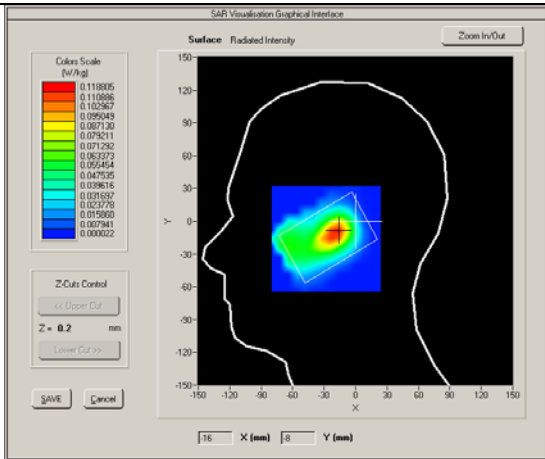 SAR Visualisation Graphical Interface
Surface Radiated Intensity
Zoom In/Out
Colors Scale
(W/kg)
0.118805
0.110886
0.102967
0.095049
0.087130
0.079211
0.071292
0.063373
0.055454
0.047535
0.039616
0.031697
0.023778
0.015860
0.007941
0.000022
Z-Cuts Control
<< Upper Cut
Z = 0.2 mm
Lower Cut >>
SAVE Cancel
150
120
90
60
30
0
-30
-60
-90
-120
-150
Y
-150 -120 -90 -60 -30 0 30 60 90 120 150
X
-16 X (mm) -8 Y (mm)